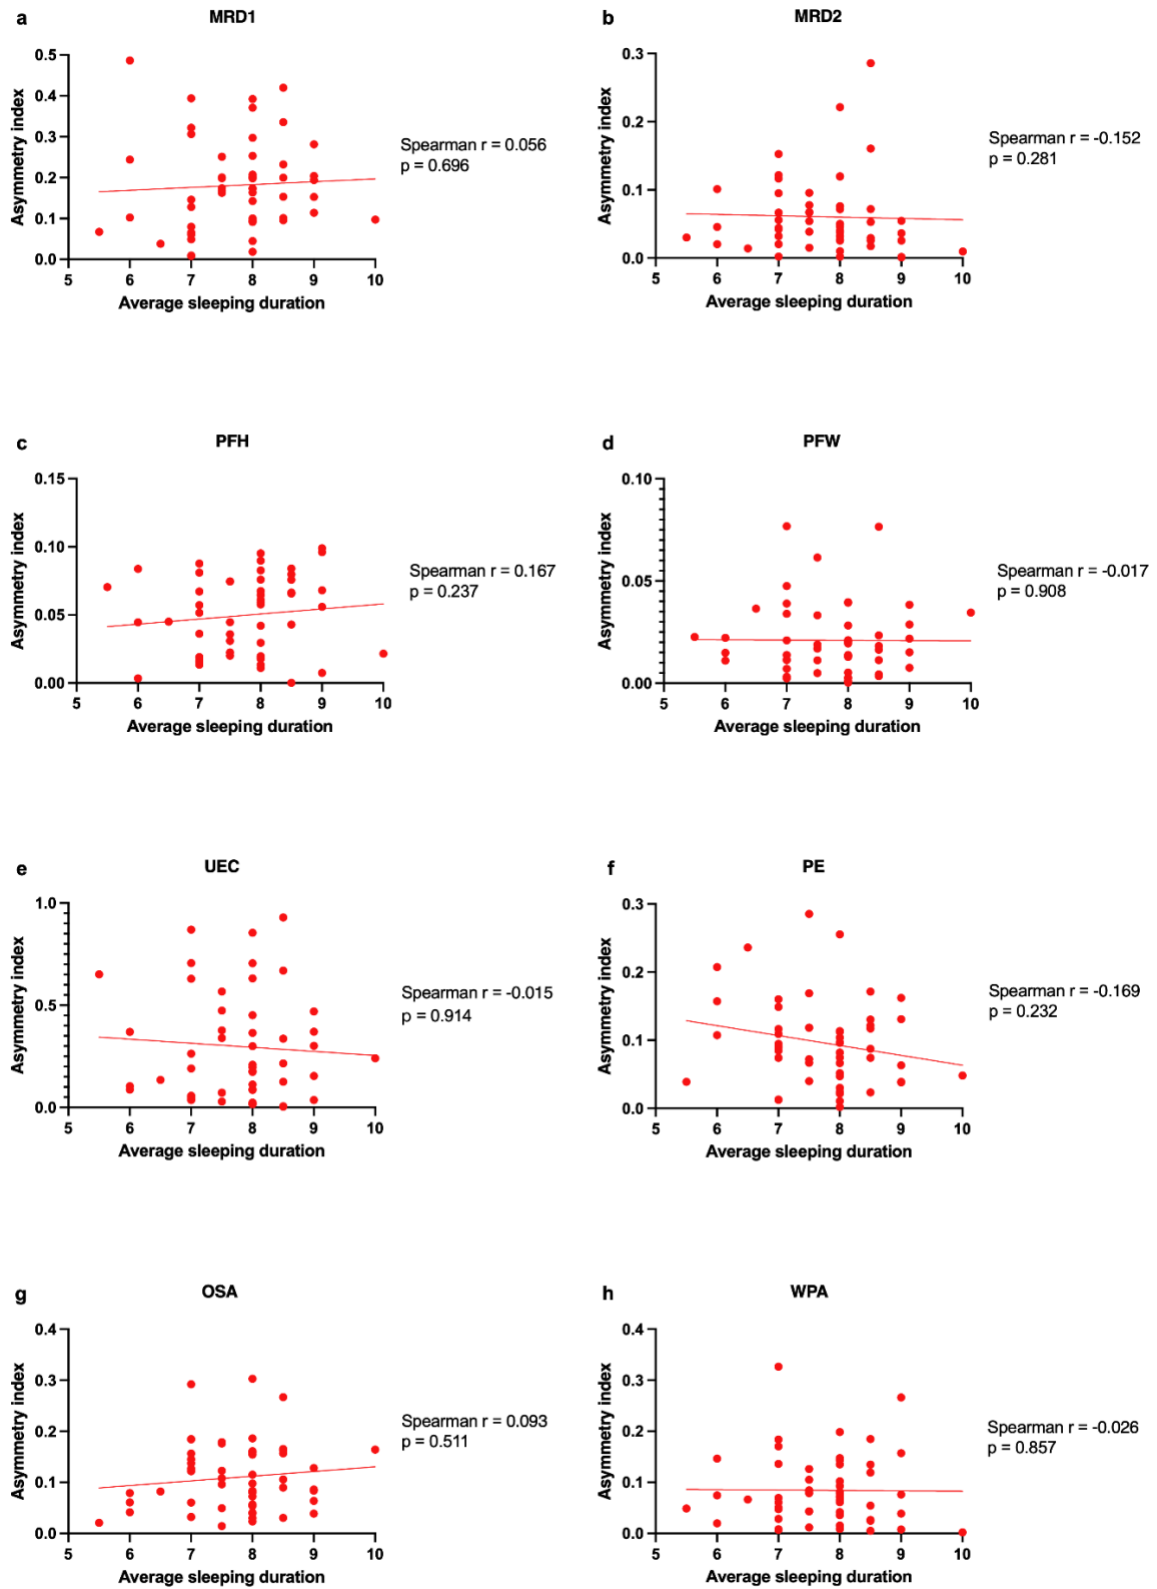 a
MRD1
Asymmetry index
0.5
0.4
0.3
0.2
0.1
0.0
5 6 7 8 9 10
Average sleeping duration
Spearman r = 0.056
p = 0.696
b
MRD2
Asymmetry index
0.3
0.2
0.1
0.0
5 6 7 8 9 10
Average sleeping duration
Spearman r = -0.152
p = 0.281
c
PFH
Asymmetry index
0.15
0.10
0.05
0.00
5 6 7 8 9 10
Average sleeping duration
Spearman r = 0.167
p = 0.237
d
PFW
Asymmetry index
0.10
0.05
0.00
5 6 7 8 9 10
Average sleeping duration
Spearman r = -0.017
p = 0.908
e
UEC
Asymmetry index
1.0
0.5
0.0
5 6 7 8 9 10
Average sleeping duration
Spearman r = -0.015
p = 0.914
f
PE
Asymmetry index
0.3
0.2
0.1
0.0
5 6 7 8 9 10
Average sleeping duration
Spearman r = -0.169
p = 0.232
g
OSA
Asymmetry index
0.4
0.3
0.2
0.1
0.0
5 6 7 8 9 10
Average sleeping duration
Spearman r = 0.093
p = 0.511
h
WPA
Asymmetry index
0.4
0.3
0.2
0.1
0.0
5 6 7 8 9 10
Average sleeping duration
Spearman r = -0.026
p = 0.857